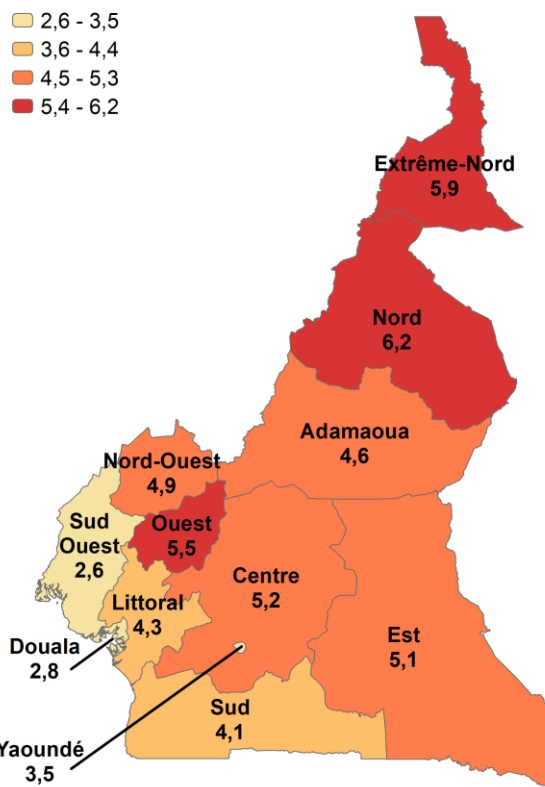 2,6 - 3,5
3,6 - 4,4
4,5 - 5,3
5,4 - 6,2
Extrême-Nord
5,9
Nord
6,2
Adamaoua
4,6
Nord-Ouest
4,9
Ouest
5,5
Sud
Ouest
2,6
Centre
5,2
Littoral
4,3
Est
5,1
Douala
2,8
Sud
4,1
Yaoundé
3,5